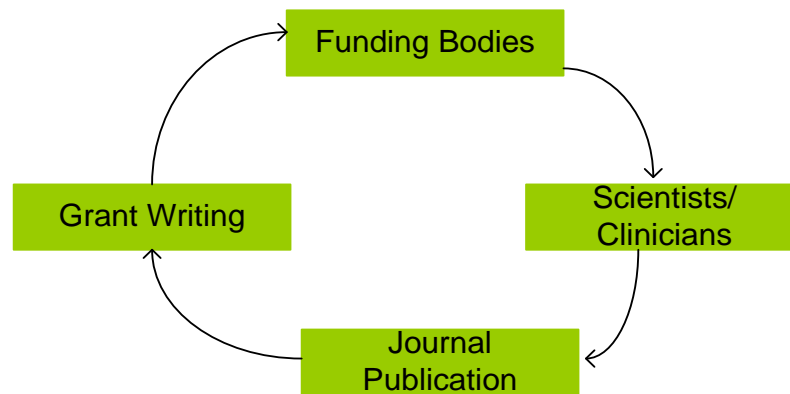 Funding Bodies
Scientists/
Clinicians
Grant Writing
Journal
Publication